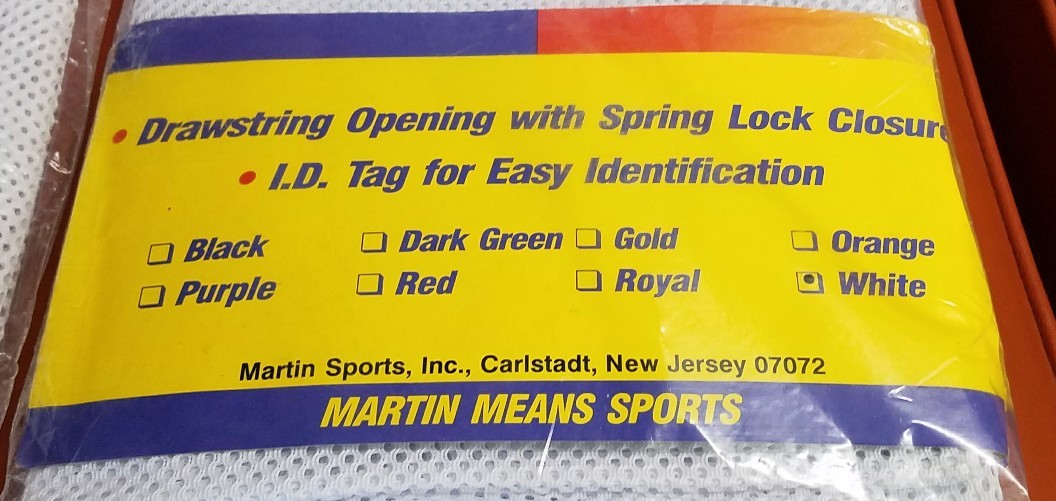 • Drawstring Opening with Spring Lock Closure
• I.D. Tag for Easy Identification
Black Dark Green Gold Orange
Purple Red Royal White
Martin Sports, Inc., Carlstadt, New Jersey 07072
MARTIN MEANS SPORTS